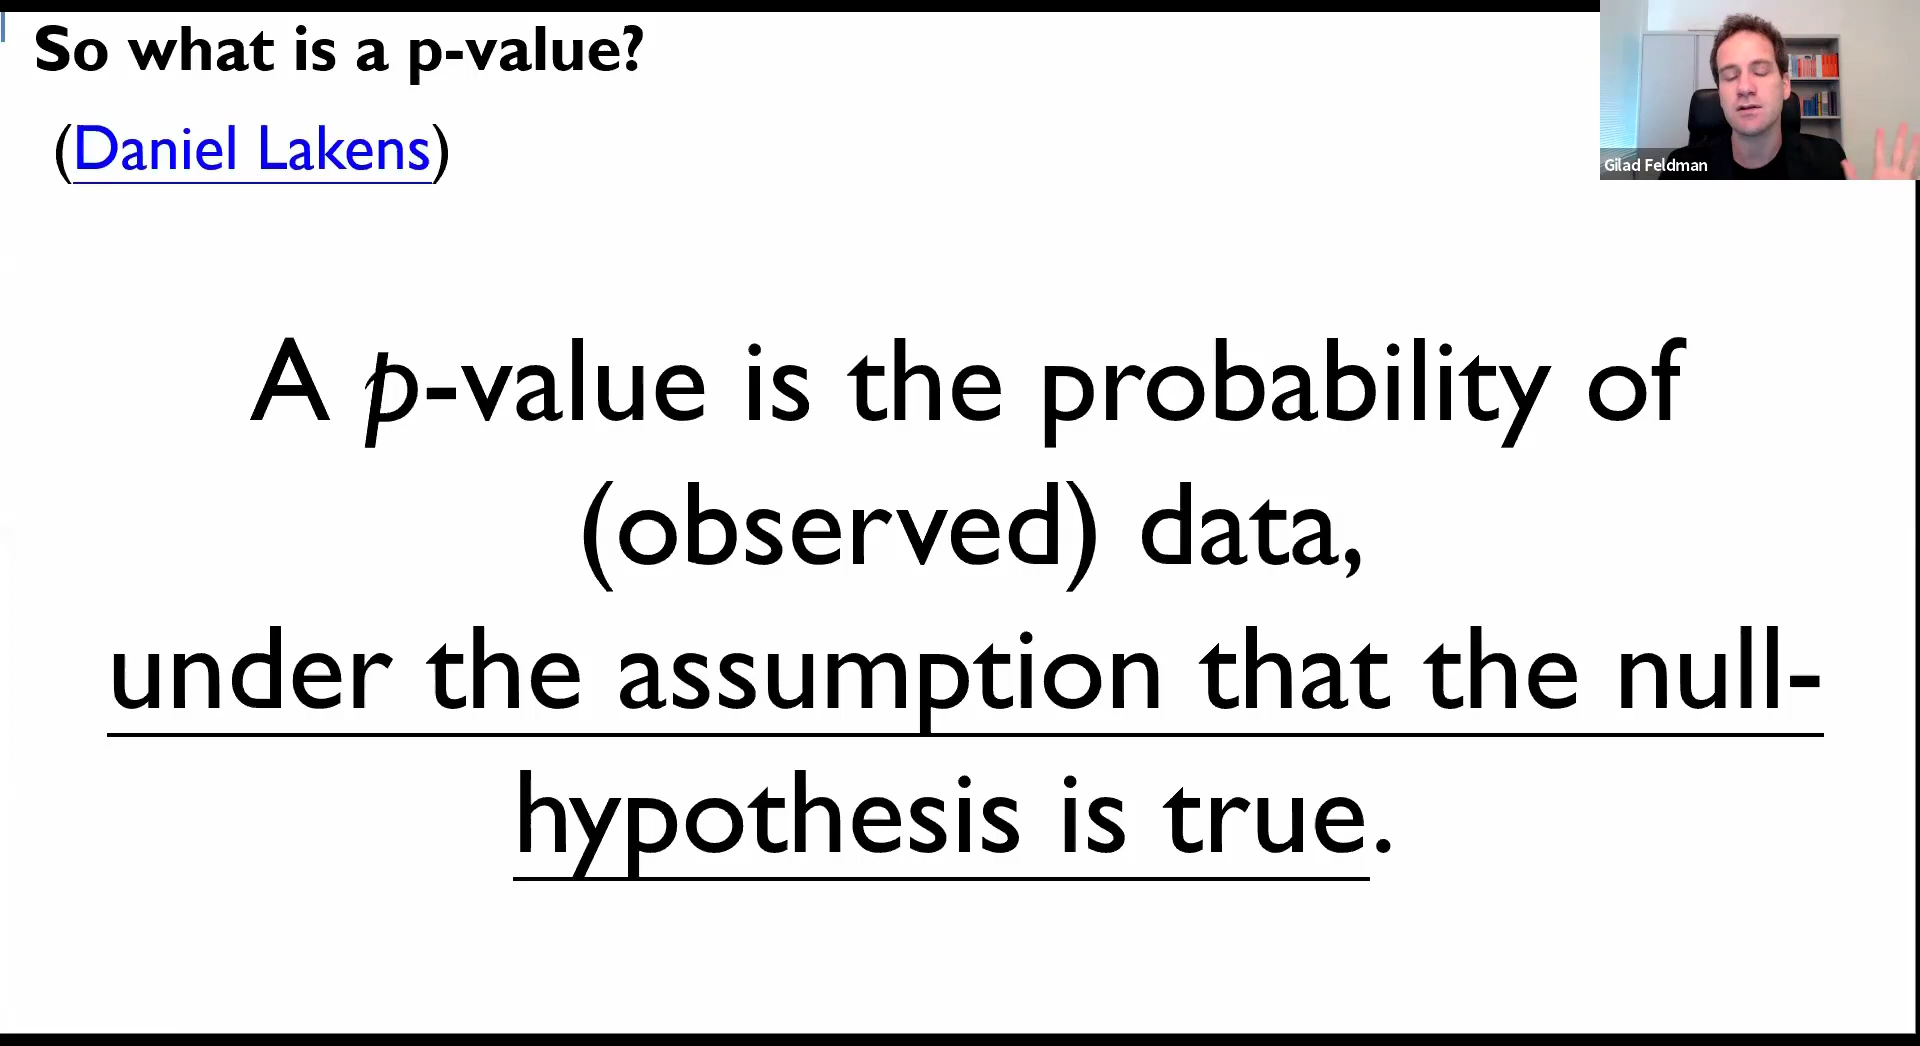 So what is a p-value?
(Daniel Lakens)
Gilad Feldman
A p-value is the probability of
(observed) data,
under the assumption that the null-
hypothesis is true.